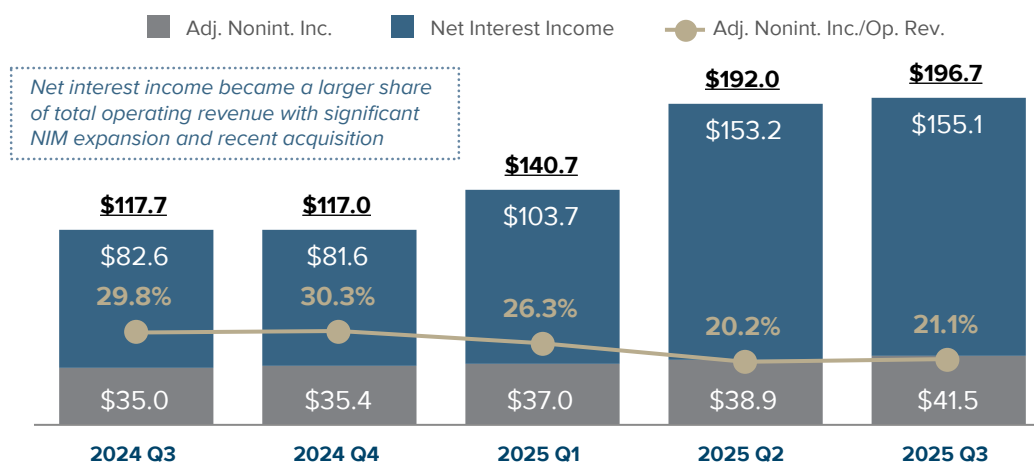 Adj. Nonint. Inc. Net Interest Income Adj. Nonint. Inc./Op. Rev.
Net interest income became a larger share
of total operating revenue with significant
NIM expansion and recent acquisition
$117.7 $117.0 $140.7 $192.0 $196.7
$82.6 $81.6 $103.7 $153.2 $155.1
29.8% 30.3% 26.3% 20.2% 21.1%
$35.0 $35.4 $37.0 $38.9 $41.5
2024 Q3 2024 Q4 2025 Q1 2025 Q2 2025 Q3